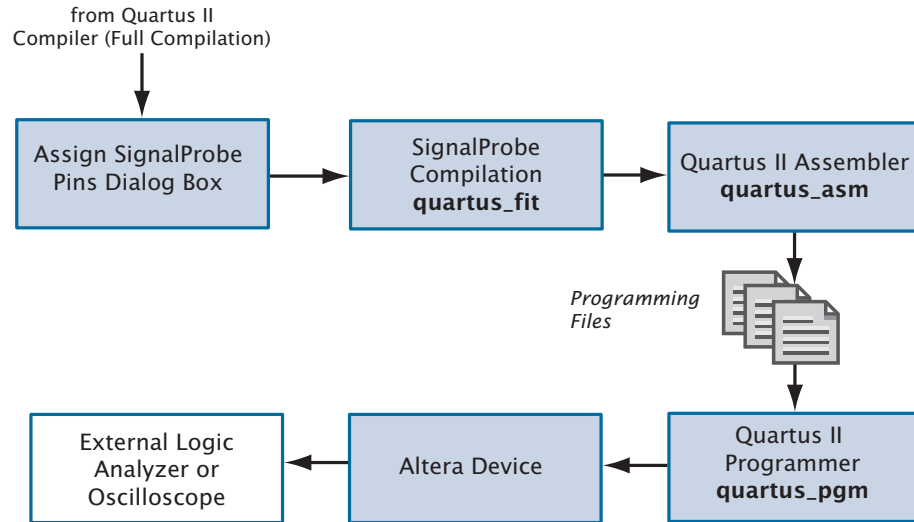 from Quartus II
Compiler (Full Compilation)
Assign SignalProbe
Pins Dialog Box
SignalProbe
Compilation
quartus_fit
Quartus II Assembler
quartus_asm
Programming
Files
External Logic
Analyzer or
Oscilloscope
Altera Device
Quartus II
Programmer
quartus_pgm